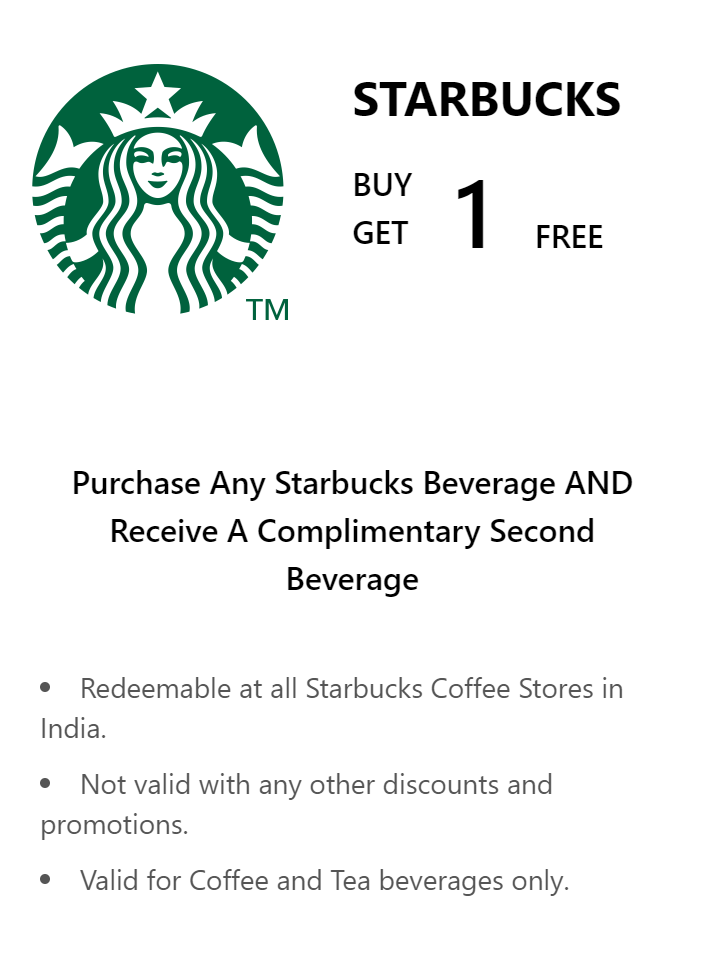 STARBUCKS
BUY
GET 1 FREE
TM
Purchase Any Starbucks Beverage AND
Receive A Complimentary Second
Beverage
• Redeemable at all Starbucks Coffee Stores in
India.
• Not valid with any other discounts and
promotions.
• Valid for Coffee and Tea beverages only.